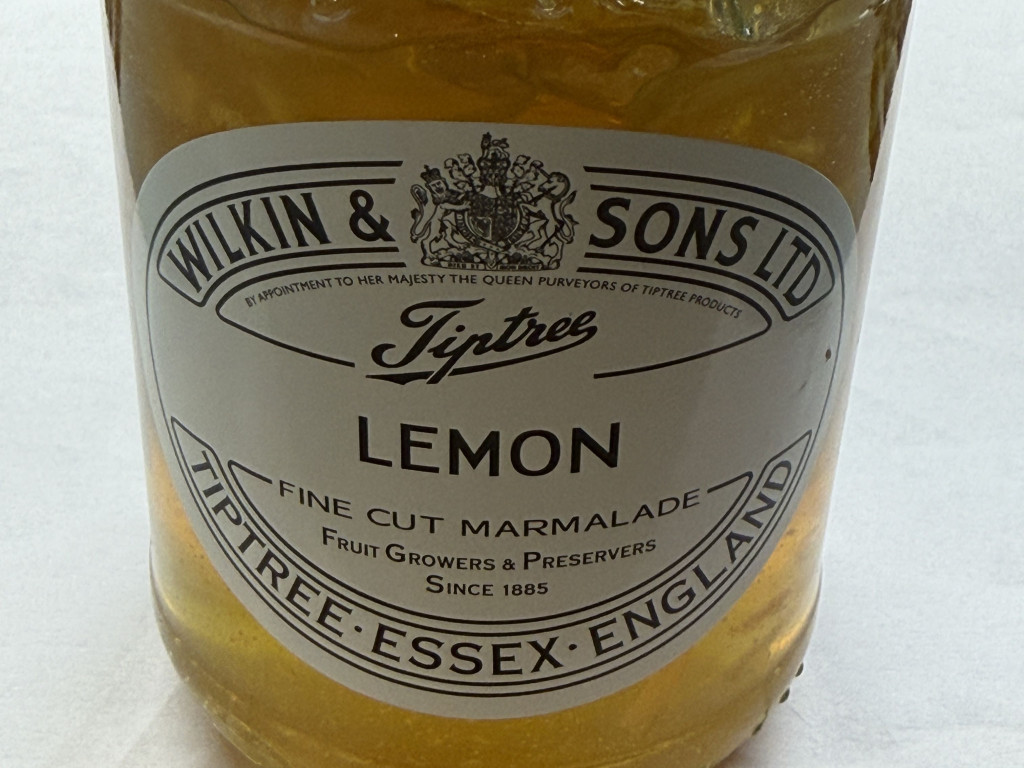 WILKIN & SONS LTD
BY APPOINTMENT TO HER MAJESTY THE QUEEN PURVEYORS OF TIPTREE PRODUCTS
Tiptree
LEMON
FINE CUT MARMALADE
FRUIT GROWERS & PRESERVERS
SINCE 1885
TIPTREE · ESSEX · ENGLAND